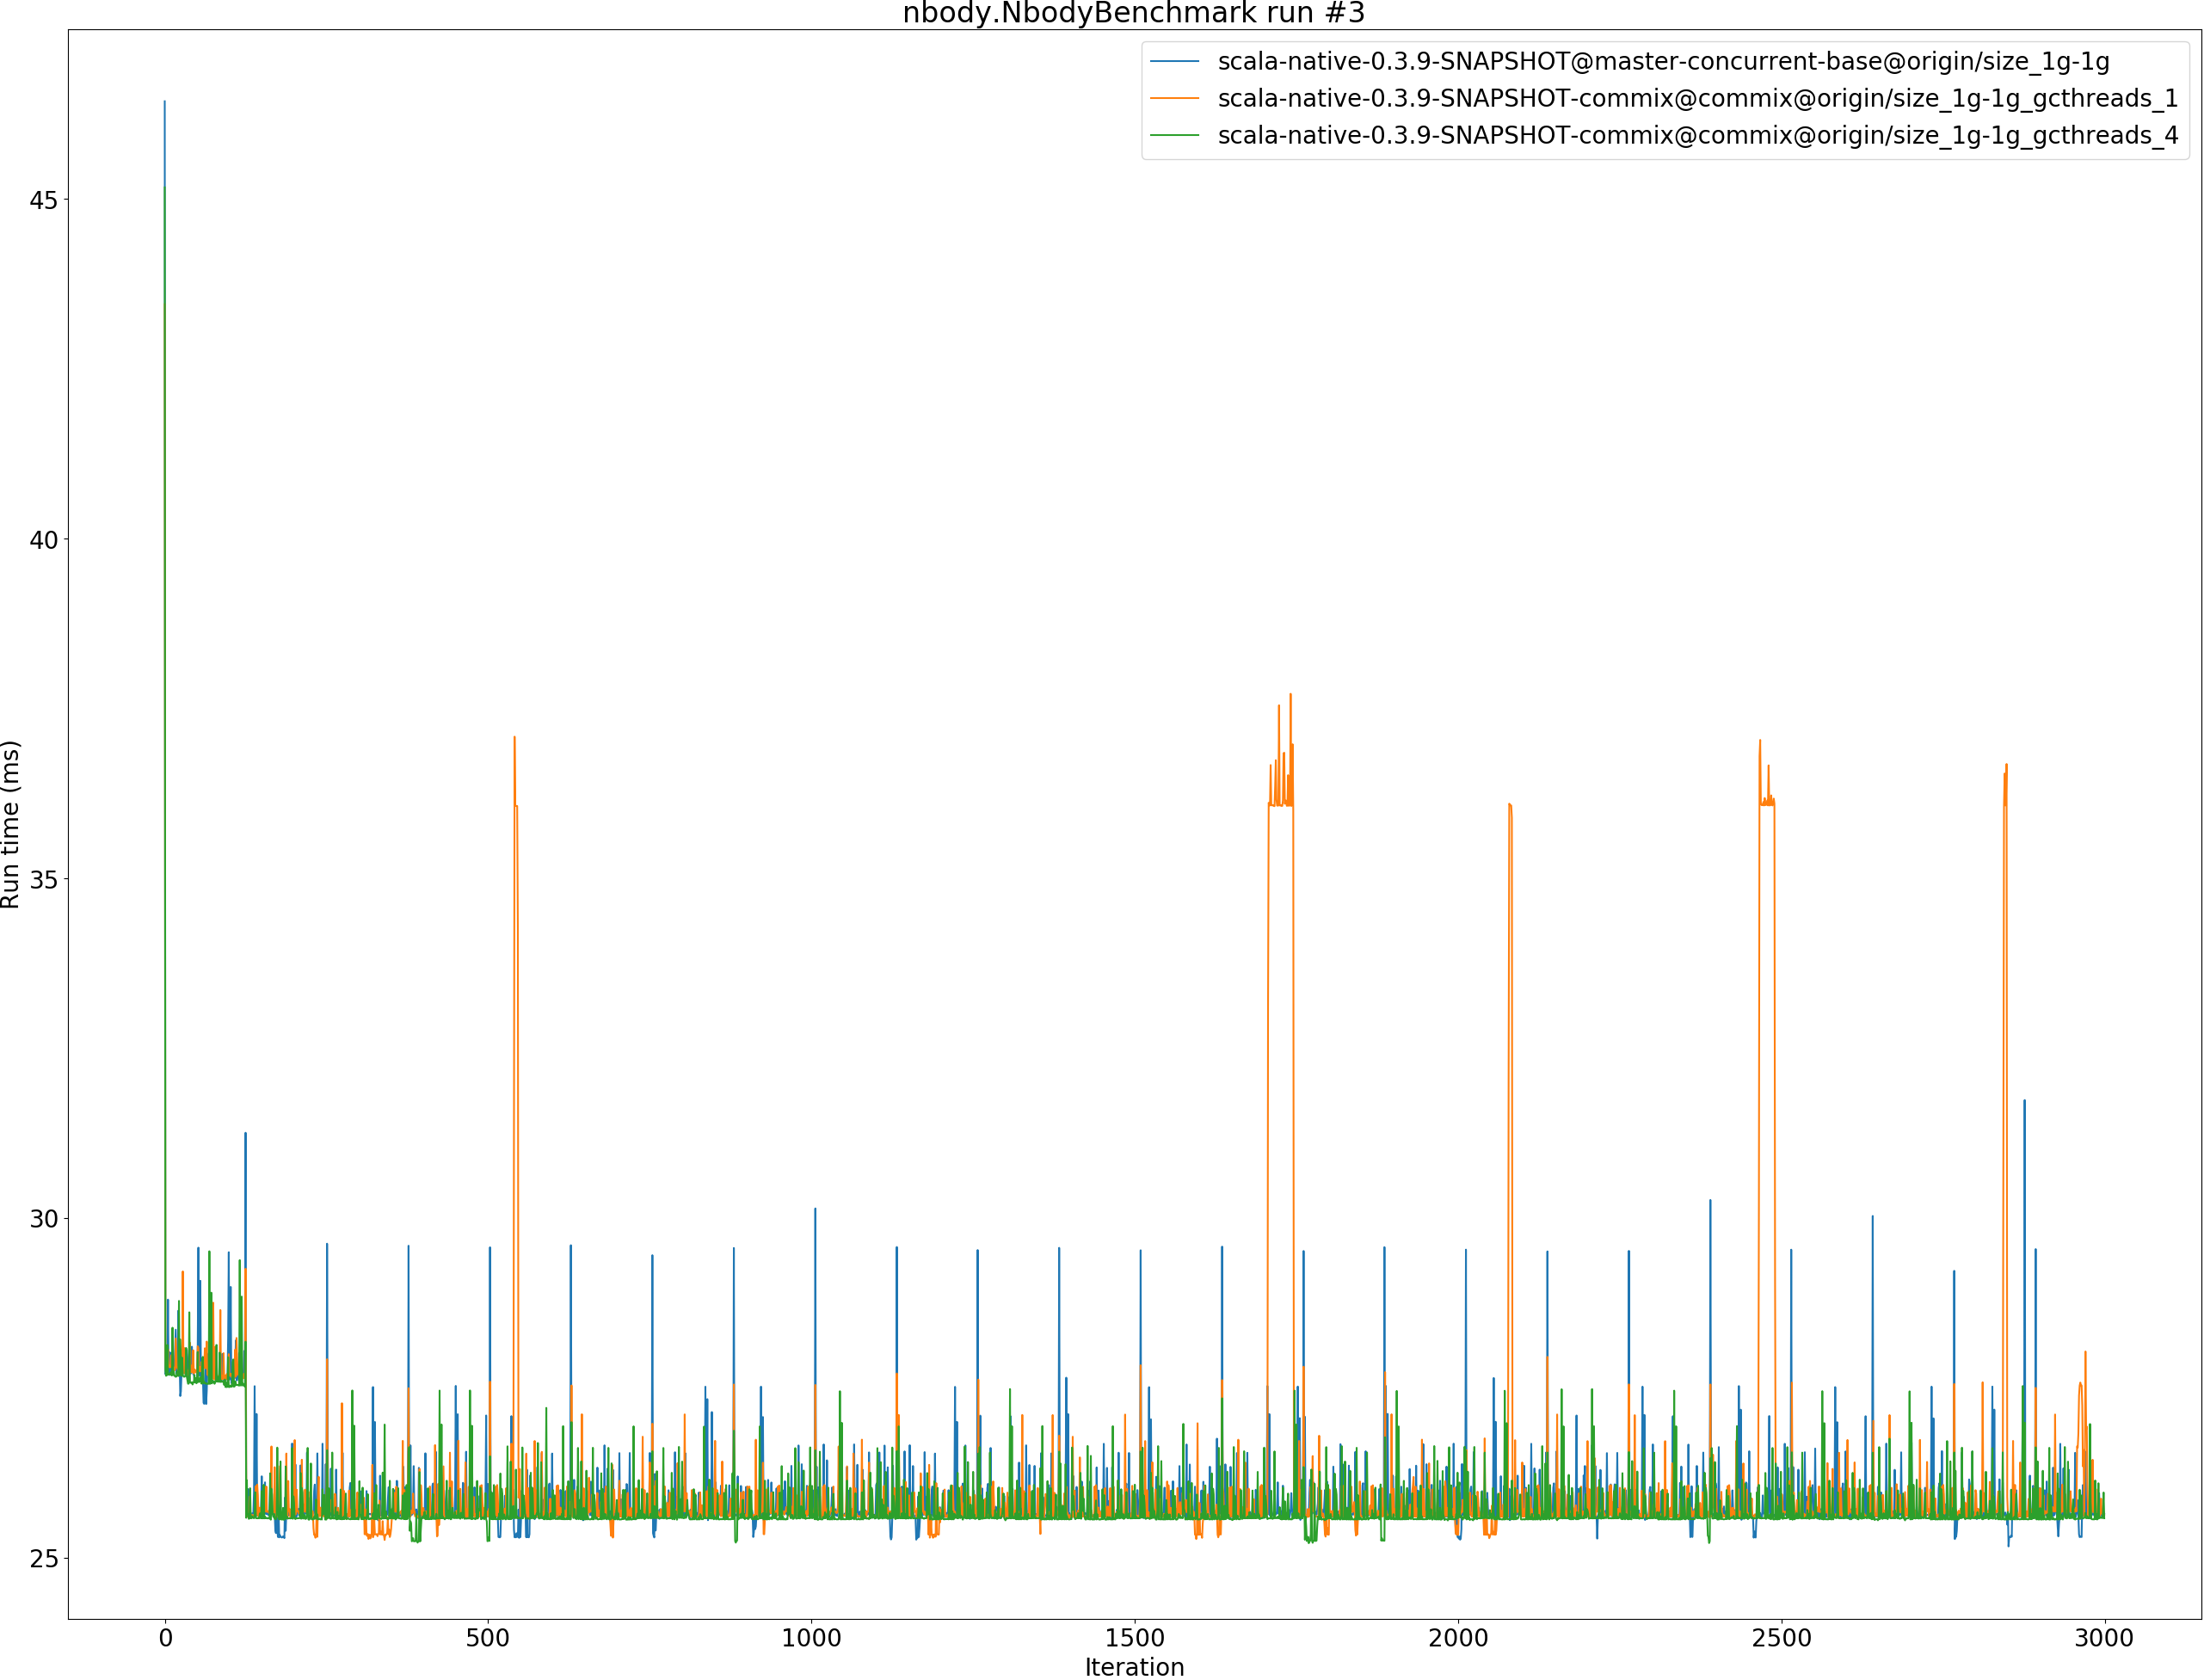 nbody.NbodyBenchmark run #3
scala-native-0.3.9-SNAPSHOT@master-concurrent-base@origin/size_1g-1g
scala-native-0.3.9-SNAPSHOT-commix@commix@origin/size_1g-1g_gcthreads_1
scala-native-0.3.9-SNAPSHOT-commix@commix@origin/size_1g-1g_gcthreads_4
Run time (ms)
45
40
35
30
25
0 500 1000 1500 2000 2500 3000
Iteration